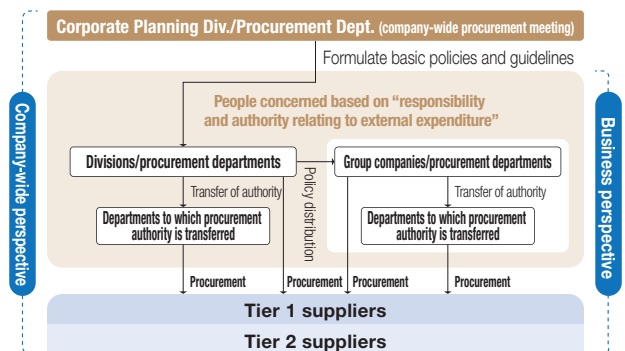 Corporate Planning Div./Procurement Dept. (company-wide procurement meeting)
Formulate basic policies and guidelines
Company-wide perspective
Business perspective
People concerned based on “responsibility
and authority relating to external expenditure”
Divisions/procurement departments
Policy distribution
Group companies/procurement departments
Transfer of authority
Transfer of authority
Departments to which procurement
authority is transferred
Departments to which procurement
authority is transferred
Procurement
Procurement
Procurement
Procurement
Tier 1 suppliers
Tier 2 suppliers